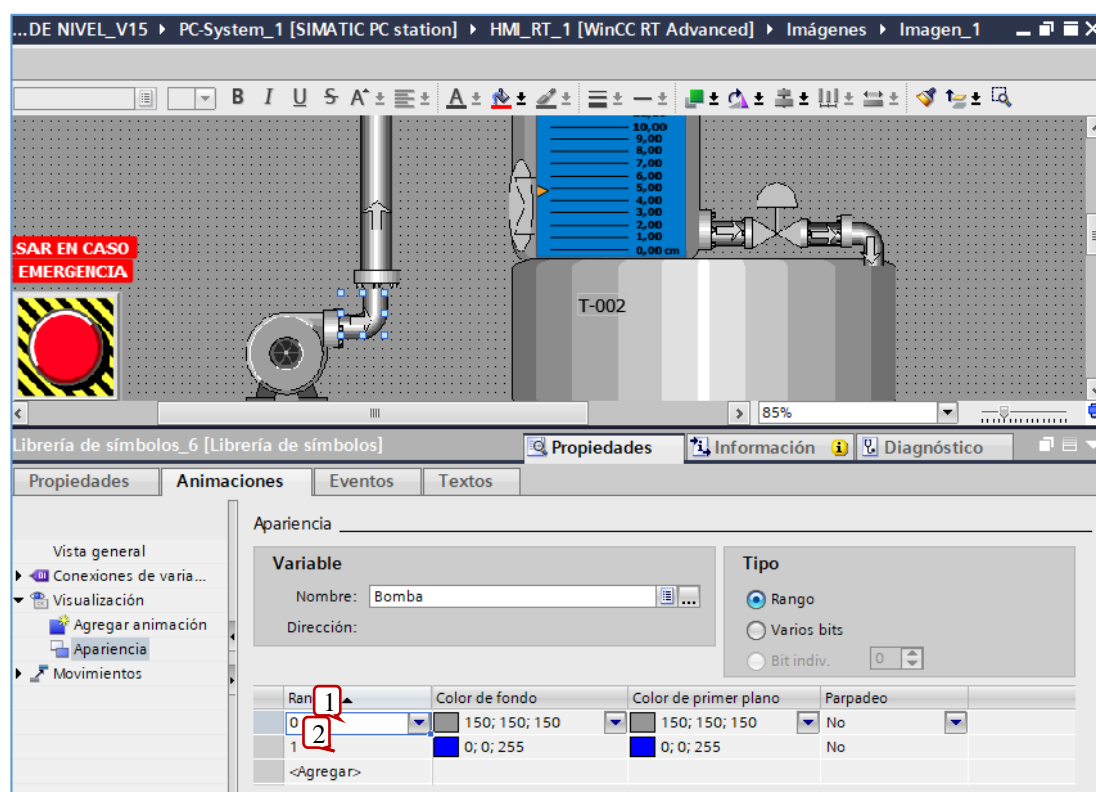 ...DE NIVEL_V15 ▸ PC-System_1 [SIMATIC PC station] ▸ HMI_RT_1 [WinCC RT Advanced] ▸ Imágenes ▸ Imagen_1
B I U S A A
10,00
9,00
8,00
7,00
6,00
5,00
4,00
3,00
2,00
1,00
0,00 cm
LSAR EN CASO
EMERGENCIA
T-002
85%
Librería de símbolos_6 [Librería de símbolos]
Propiedades Información Diagnóstico
Propiedades Animaciones Eventos Textos
Apariencia
Vista general
Conexiones de varia...
Visualización
Agregar animación
Apariencia
Movimientos
Variable
Nombre: Bomba ...
Dirección:
Tipo
Rango
Varios bits
Bit indiv. 0
Ran Color de fondo Color de primer plano Parpadeo
1
0 150; 150; 150 150; 150; 150 No
2
1 0; 0; 255 0; 0; 255 No
<Agregar>